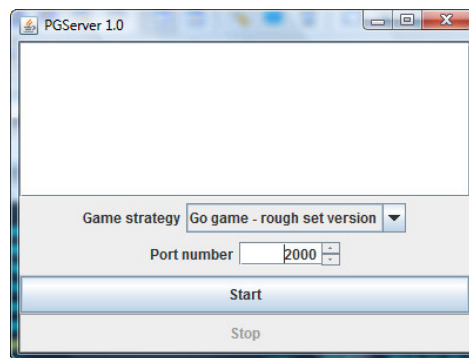 PGServer 1.0
Game strategy Go game - rough set version
Port number 2000
Start
Stop